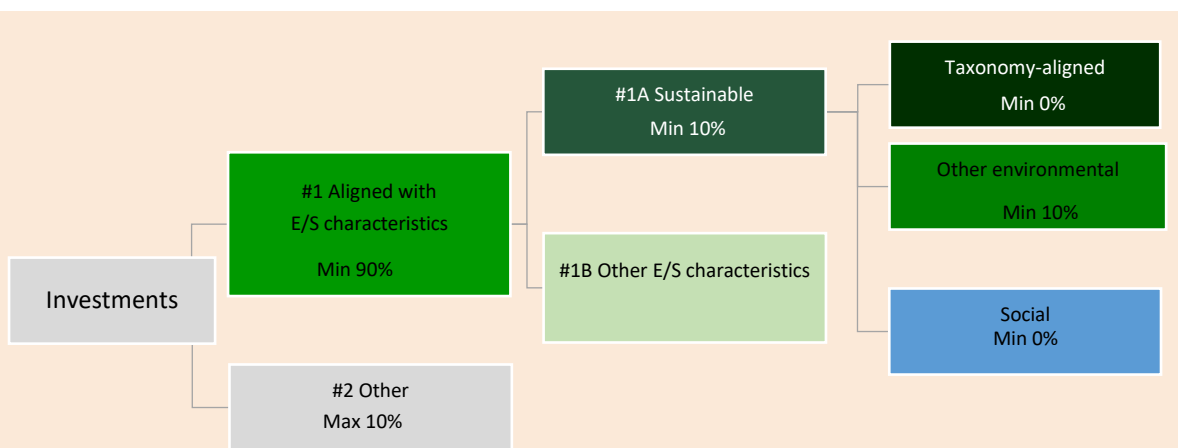 Investments
#1 Aligned with
E/S characteristics
Min 90%
#2 Other
Max 10%
#1A Sustainable
Min 10%
#1B Other E/S characteristics
Taxonomy-aligned
Min 0%
Other environmental
Min 10%
Social
Min 0%